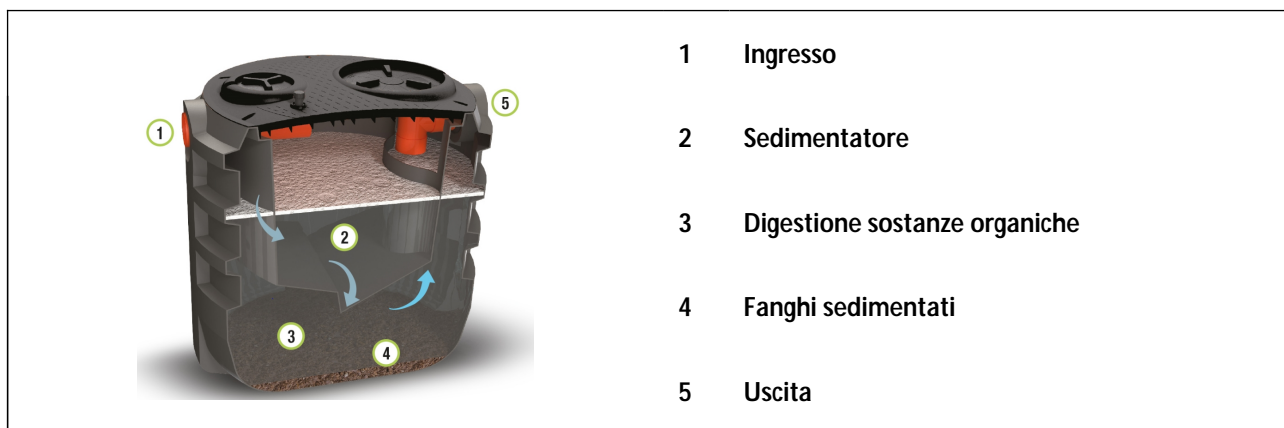 1
2
3
4
5
1 Ingresso
2 Sedimentatore
3 Digestione sostanze organiche
4 Fanghi sedimentati
5 Uscita